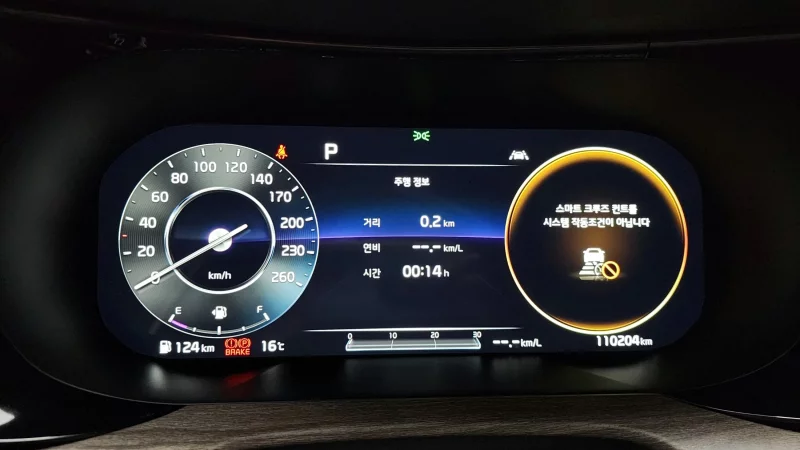 P
100 120
80 140
60 170
40 200
20 230
0 260
km/h
E F
124 km
BRAKE
16℃
주행 정보
거리 0.2 km
연비 --.- km/L
시간 00:14 h
0 10 20 30
--.- km/L
스마트 크루즈 컨트롤
시스템 작동조건이 아닙니다
110204 km